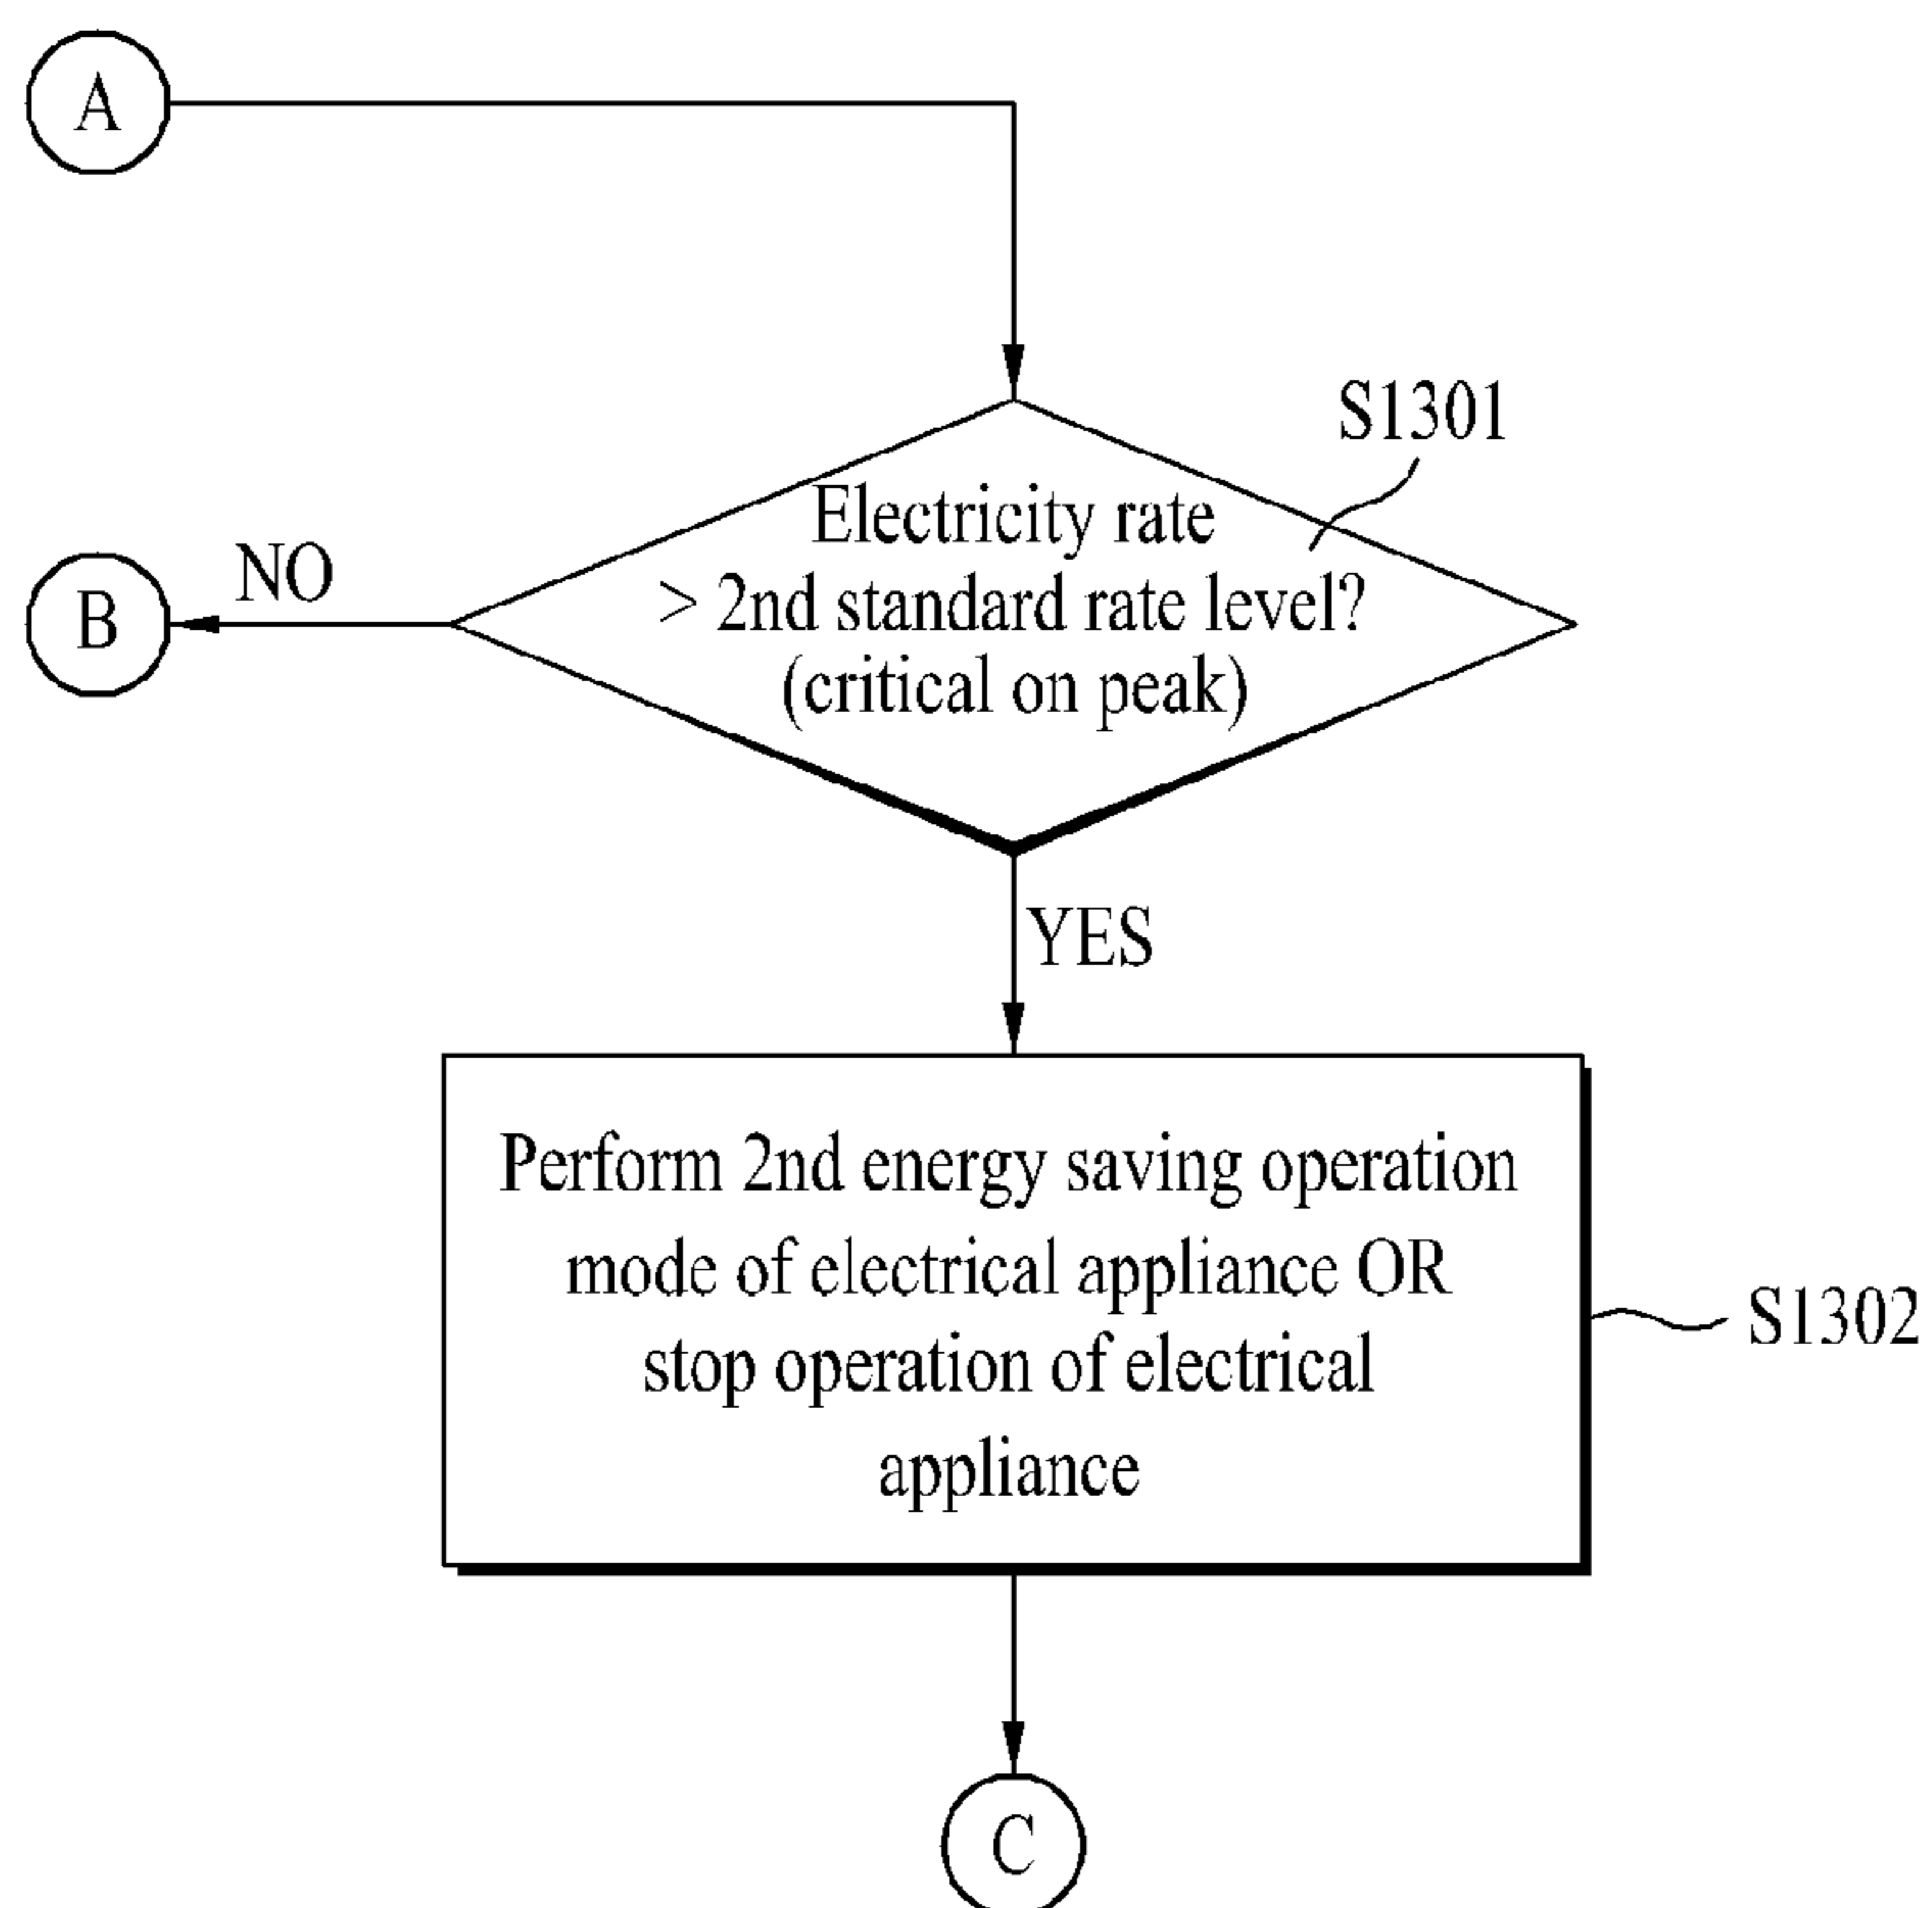 A
S1301
Electricity rate
> 2nd standard rate level?
(critical on peak)
NO
B
YES
Perform 2nd energy saving operation
mode of electrical appliance OR
stop operation of electrical
appliance
S1302
C